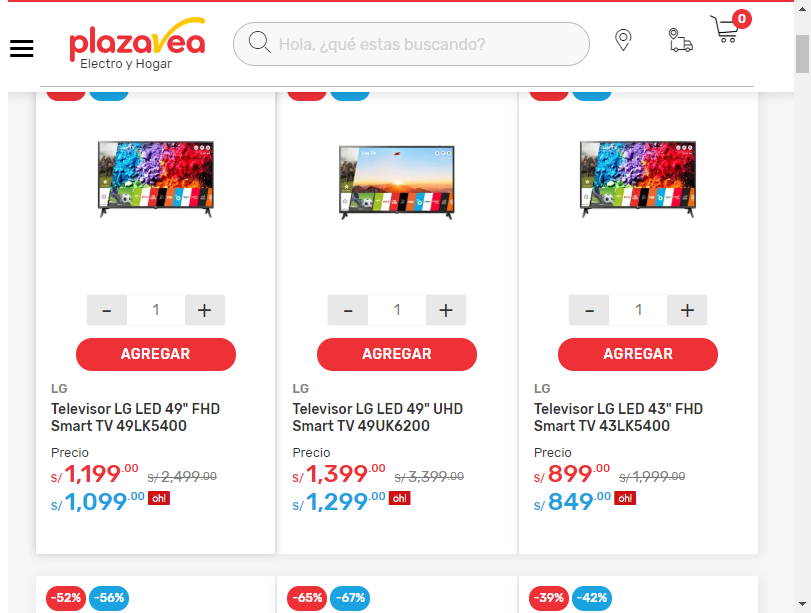 plazavea
Electro y Hogar
Hola, ¿qué estas buscando?
0
- 1 +
AGREGAR
LG
Televisor LG LED 49" FHD
Smart TV 49LK5400
Precio
S/ 1,199.00 S/ 2,499.00
S/ 1,099.00 oh!
- 1 +
AGREGAR
LG
Televisor LG LED 49" UHD
Smart TV 49UK6200
Precio
S/ 1,399.00 S/ 3,399.00
S/ 1,299.00 oh!
- 1 +
AGREGAR
LG
Televisor LG LED 43" FHD
Smart TV 43LK5400
Precio
S/ 899.00 S/ 1,999.00
S/ 849.00 oh!
-52% -56%
-65% -67%
-39% -42%